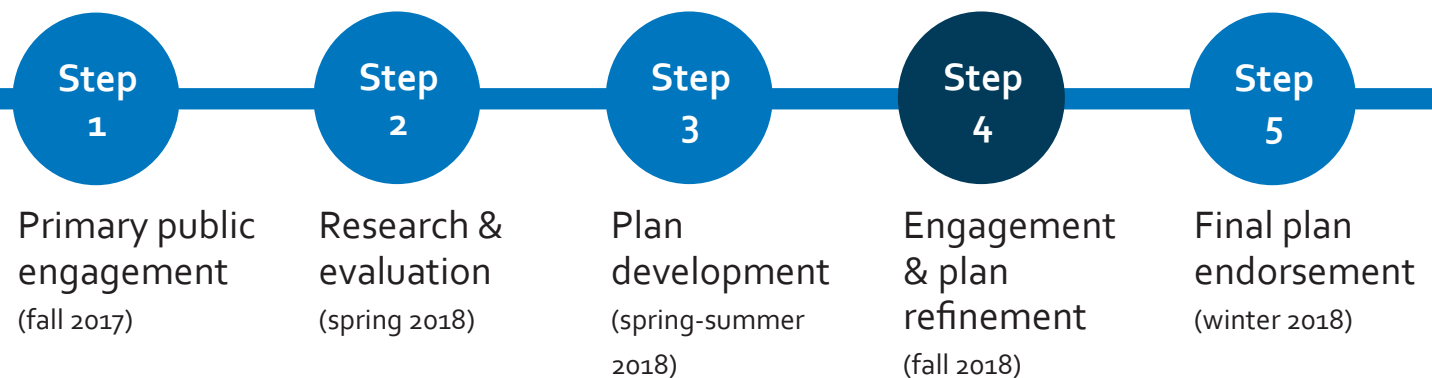 Step
1
Primary public
engagement
(fall 2017)
Step
2
Research &
evaluation
(spring 2018)
Step
3
Plan
development
(spring-summer
2018)
Step
4
Engagement
& plan
refinement
(fall 2018)
Step
5
Final plan
endorsement
(winter 2018)